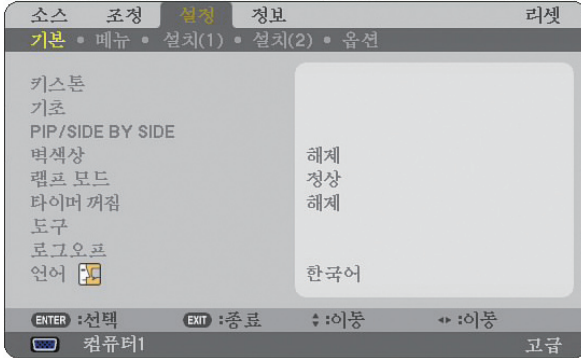 소스 조정 설정 정보 리셋
기본 • 메뉴 • 설치(1) • 설치(2) • 옵션
키스톤
기초
PIP/SIDE BY SIDE
벽색상 해제
램프 모드 정상
타이머 꺼짐 해제
도구
로그오프
언어 한국어
ENTER :선택 EXIT :종료 :이동 :이동
컴퓨터1 고급